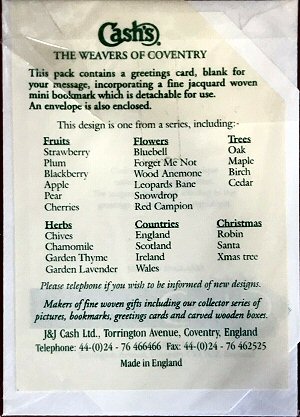 Cash's
THE WEAVERS OF COVENTRY
This pack contains a greetings card, blank for
your message, incorporating a fine jacquard woven
mini bookmark which is detachable for use.
An envelope is also enclosed.
This design is one from a series, including:-
Fruits
Strawberry
Plum
Blackberry
Apple
Pear
Cherries
Flowers
Bluebell
Forget Me Not
Wood Anemone
Leopards Bane
Snowdrop
Red Campion
Trees
Oak
Maple
Birch
Cedar
Herbs
Chives
Chamomile
Garden Thyme
Garden Lavender
Countries
England
Scotland
Ireland
Wales
Christmas
Robin
Santa
Xmas tree
Please telephone if you wish to be informed of new designs.
Makers of fine woven gifts including our collector series of
pictures, bookmarks, greetings cards and carved wooden boxes.
J&J Cash Ltd., Torrington Avenue, Coventry, England
Telephone: 44-(0)24 - 76 466466 Fax: 44-(0)24 - 76 462525
Made in England